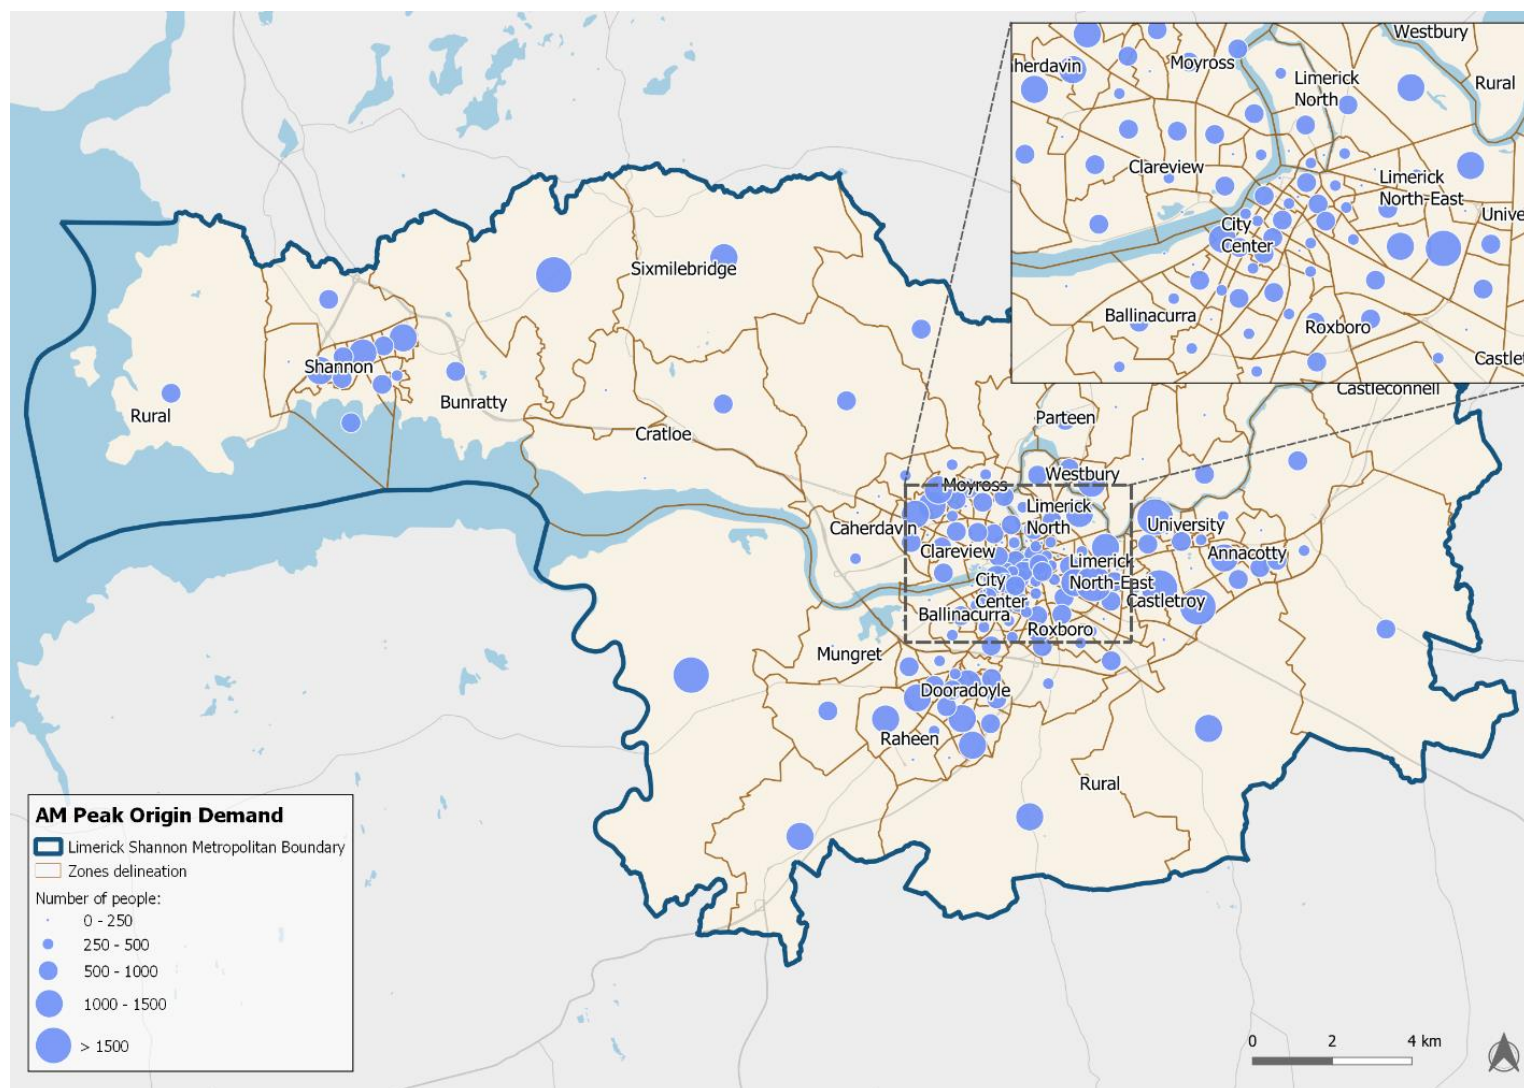 Westbury
herdavin
Moyross
Limerick
North
Rural
Clareview
Limerick
North-East
Unive
City
Center
Ballinacurra
Roxboro
Castlet
Castleconnell
Sixmilebridge
Shannon
Rural
Bunratty
Cratloe
Parteen
Westbury
Moyross
Limerick
North
Caherdavin
University
Clareview
Annacotty
Limerick
North-East
City
Center
Castletroy
Ballinacurra
Roxboro
Mungret
Dooradoyle
Raheen
Rural
AM Peak Origin Demand
Limerick Shannon Metropolitan Boundary
Zones delineation
Number of people:
0 - 250
250 - 500
500 - 1000
1000 - 1500
> 1500
0 2 4 km